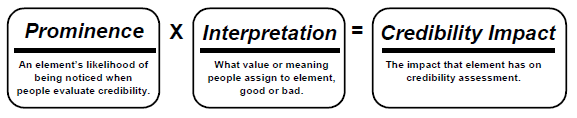 Prominence
An element's likelihood of
being noticed when
people evaluate credibility.
X
Interpretation
What value or meaning
people assign to element,
good or bad.
=
Credibility Impact
The impact that element has on
credibility assessment.